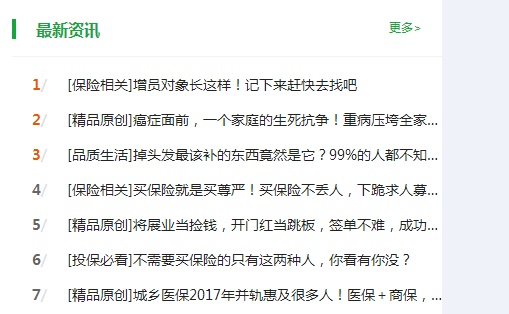 最新资讯
更多>
1/ [保险相关]增员对象长这样！记下来赶快去找吧
2/ [精品原创]癌症面前，一个家庭的生死抗争！重病压垮全家...
3/ [品质生活]掉头发最该补的东西竟然是它？99%的人都不知...
4/ [保险相关]买保险就是买尊严！买保险不丢人，下跪求人募...
5/ [精品原创]将展业当捡钱，开门红当跳板，签单不难，成功...
6/ [投保必看]不需要买保险的只有这两种人，你看有你没？
7/ [精品原创]城乡医保2017年并轨惠及很多人！医保＋商保，...